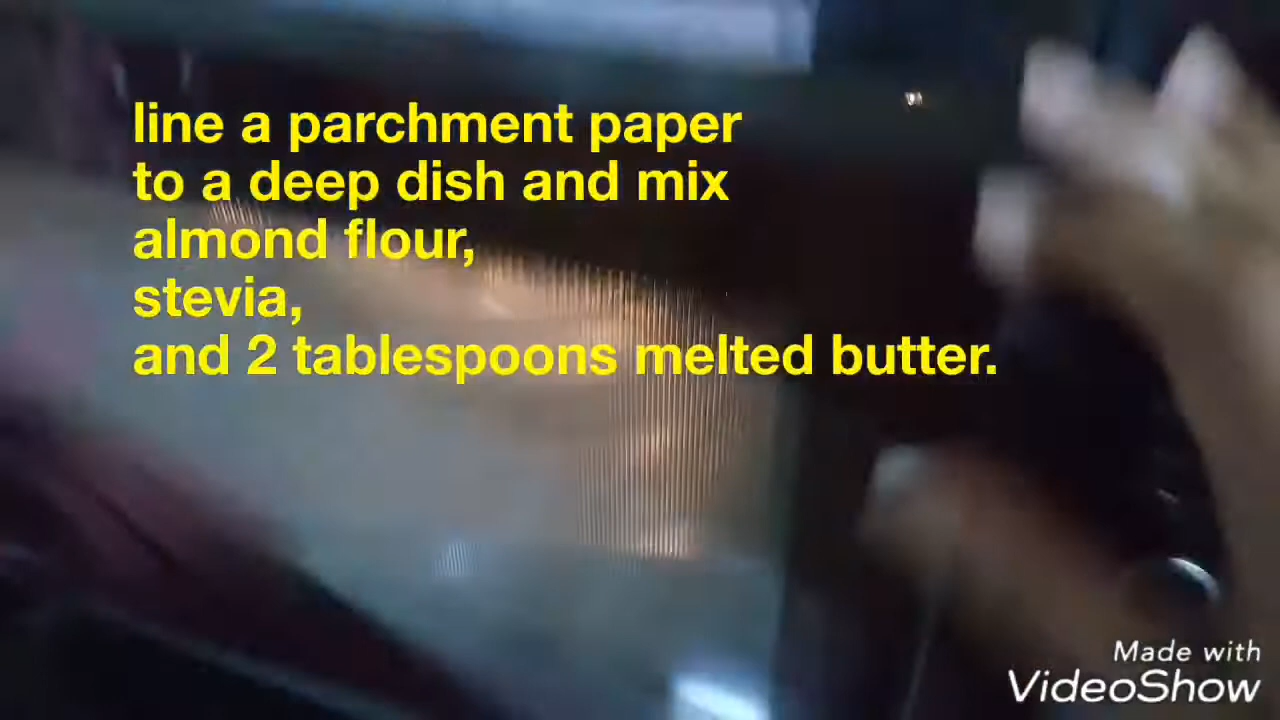 line a parchment paper
to a deep dish and mix
almond flour,
stevia,
and 2 tablespoons melted butter.
Made with
VideoShow